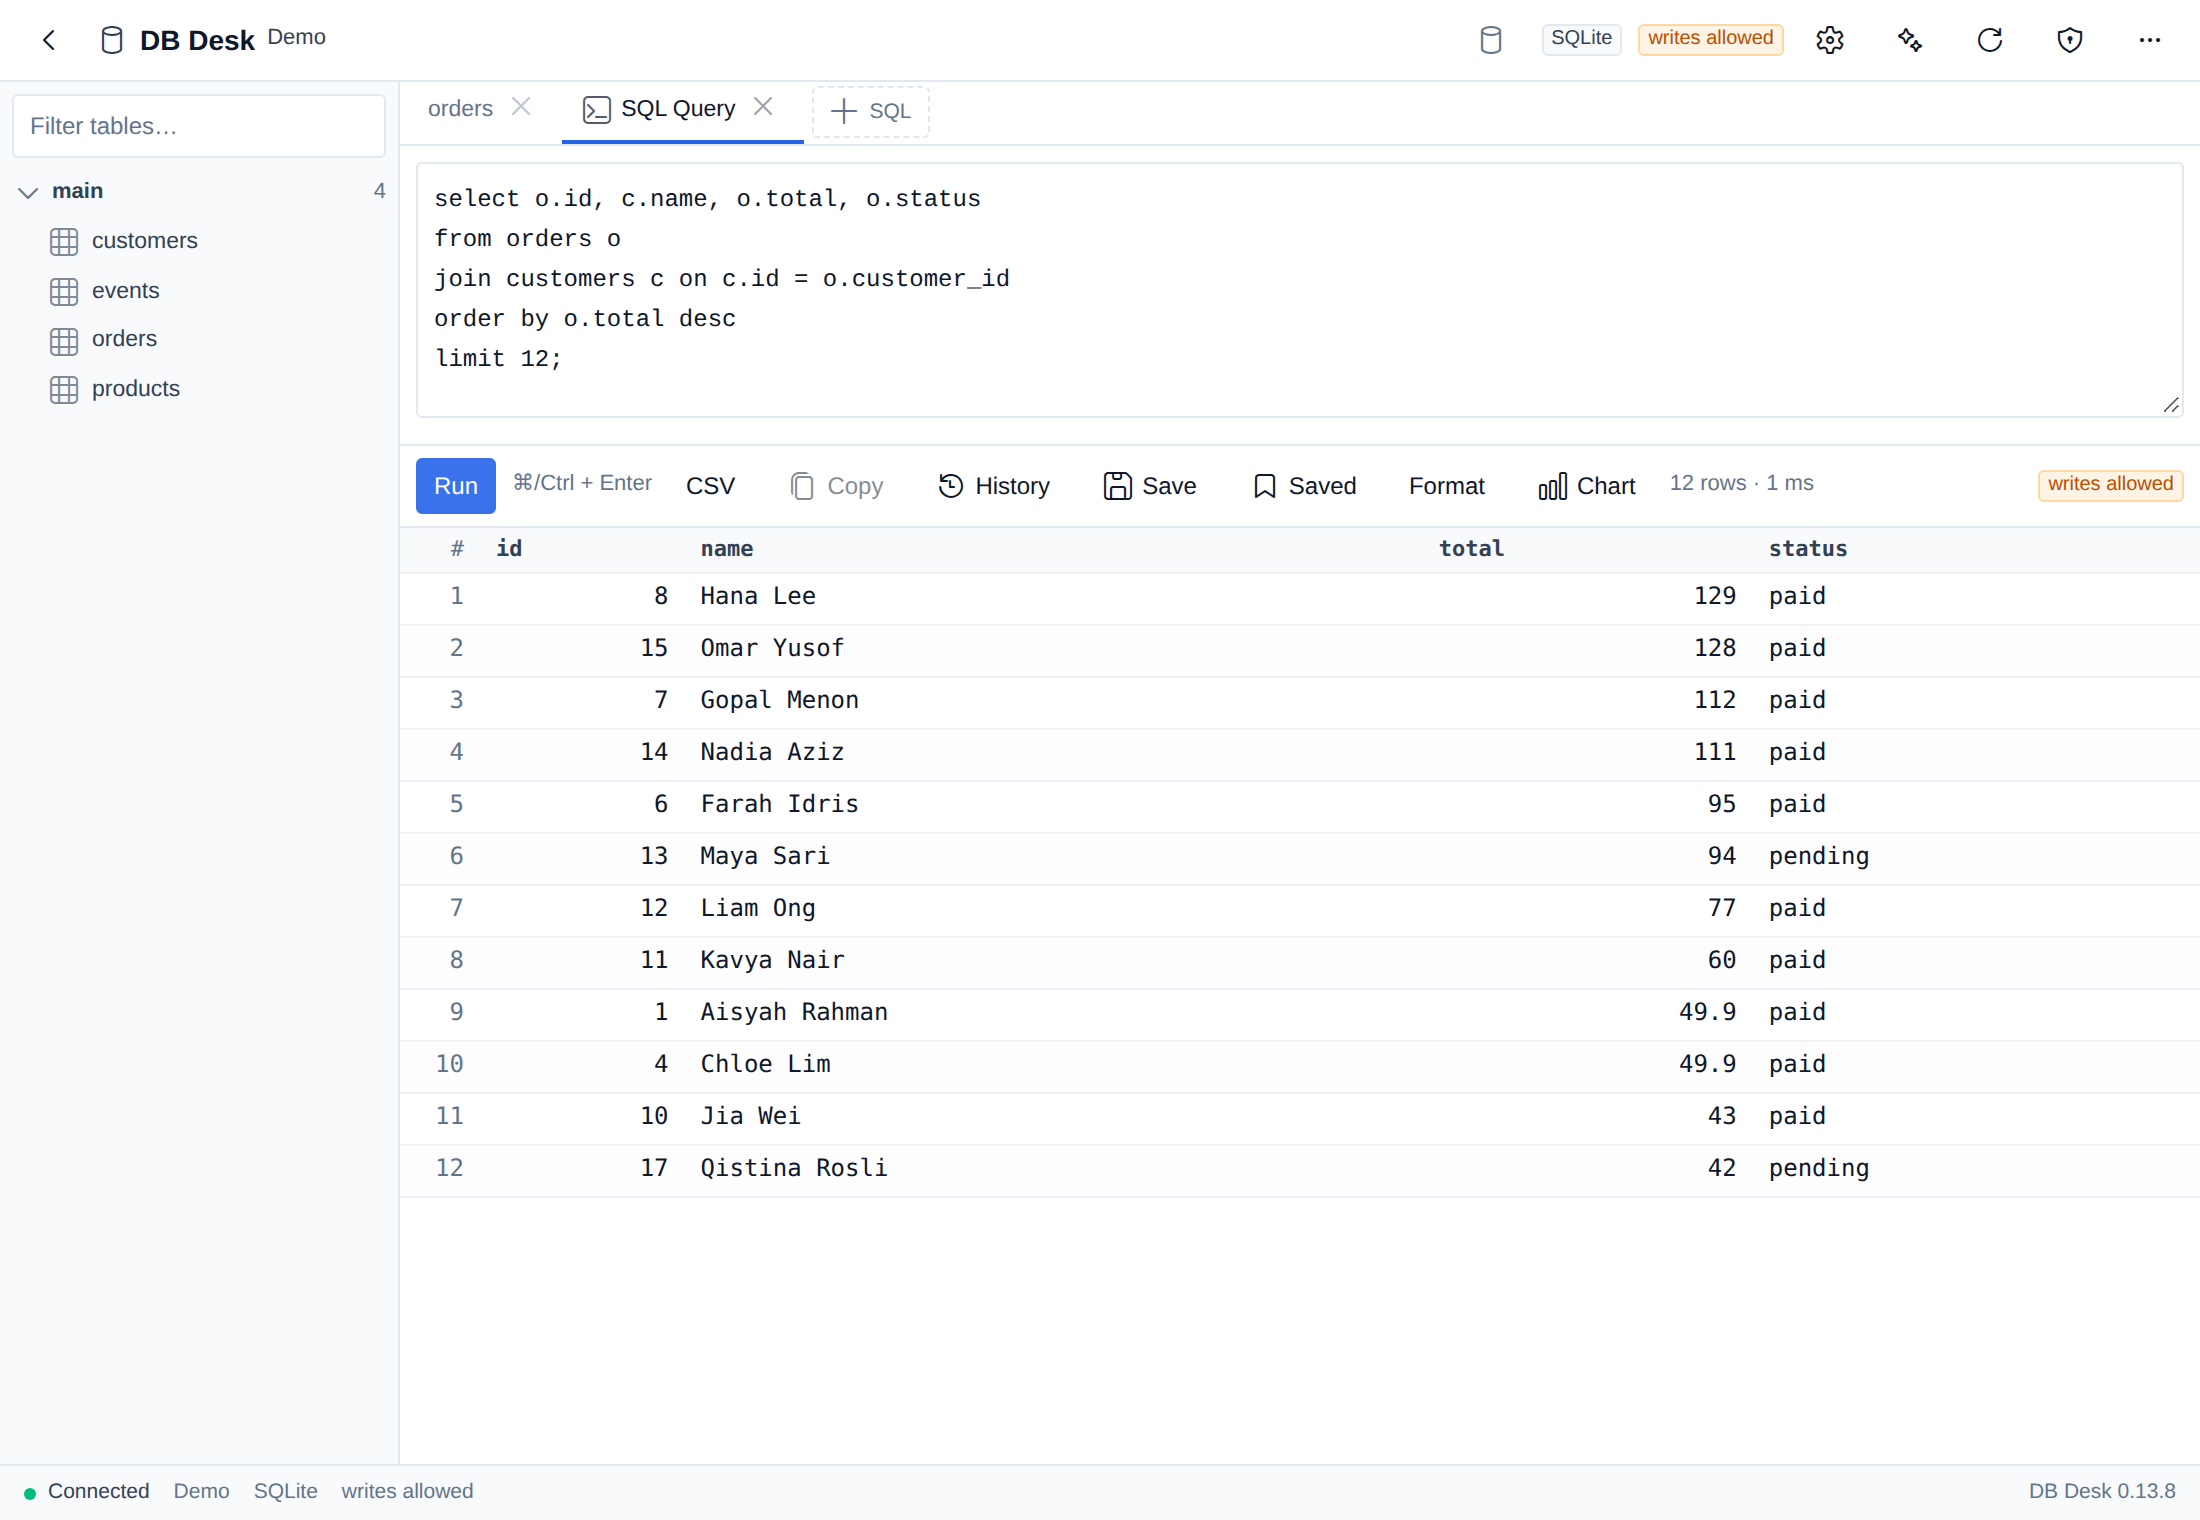 DB Desk Demo SQLite writes allowed
Filter tables…
main 4
customers
events
orders
products
orders SQL Query SQL
select o.id, c.name, o.total, o.status
from orders o
join customers c on c.id = o.customer_id
order by o.total desc
limit 12;
Run ⌘/Ctrl + Enter CSV Copy History Save Saved Format Chart 12 rows · 1 ms writes allowed
# id name total status
1 8 Hana Lee 129 paid
2 15 Omar Yusof 128 paid
3 7 Gopal Menon 112 paid
4 14 Nadia Aziz 111 paid
5 6 Farah Idris 95 paid
6 13 Maya Sari 94 pending
7 12 Liam Ong 77 paid
8 11 Kavya Nair 60 paid
9 1 Aisyah Rahman 49.9 paid
10 4 Chloe Lim 49.9 paid
11 10 Jia Wei 43 paid
12 17 Qistina Rosli 42 pending
Connected Demo SQLite writes allowed DB Desk 0.13.8